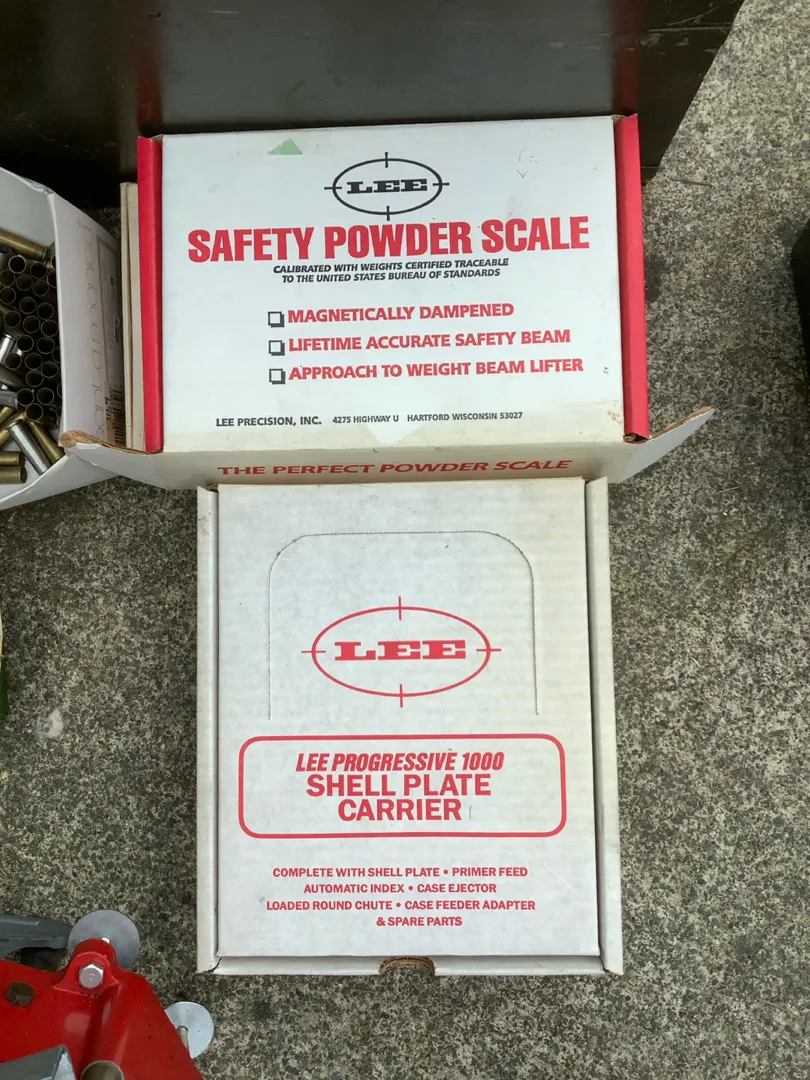 LEE
SAFETY POWDER SCALE
CALIBRATED WITH WEIGHTS CERTIFIED TRACEABLE
TO THE UNITED STATES BUREAU OF STANDARDS
MAGNETICALLY DAMPENED
LIFETIME ACCURATE SAFETY BEAM
APPROACH TO WEIGHT BEAM LIFTER
LEE PRECISION, INC. 4275 HIGHWAY U HARTFORD WISCONSIN 53027
THE PERFECT POWDER SCALE
LEE
LEE PROGRESSIVE 1000
SHELL PLATE
CARRIER
COMPLETE WITH SHELL PLATE • PRIMER FEED
AUTOMATIC INDEX • CASE EJECTOR
LOADED ROUND CHUTE • CASE FEEDER ADAPTER
& SPARE PARTS